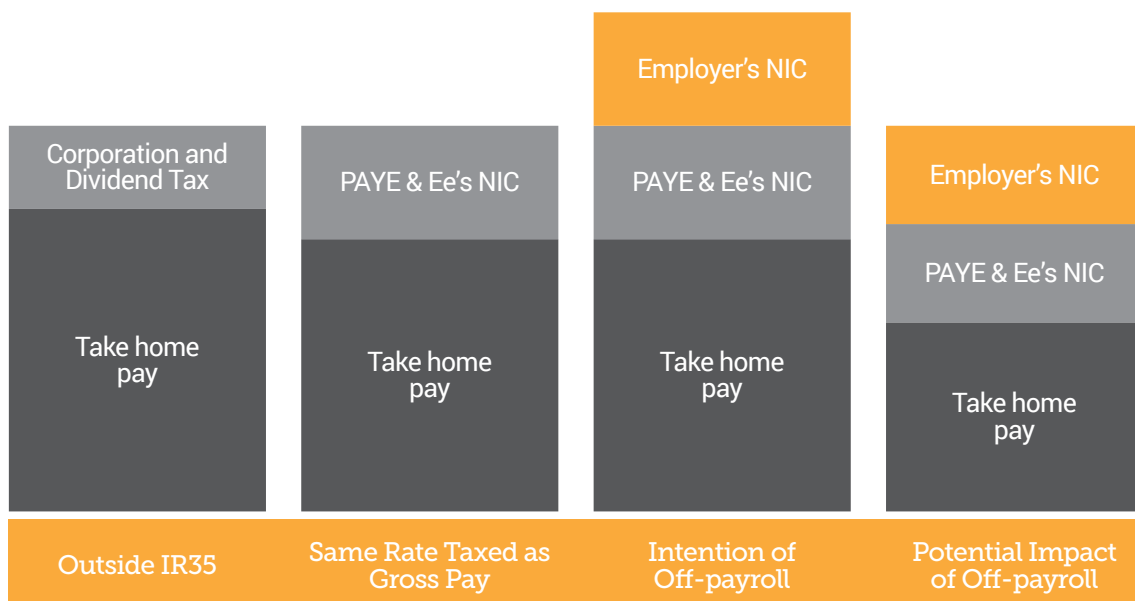 Corporation and
Dividend Tax
Take home
pay
Outside IR35
PAYE & Ee's NIC
Take home
pay
Same Rate Taxed as
Gross Pay
Employer's NIC
PAYE & Ee's NIC
Take home
pay
Intention of
Off-payroll
Employer's NIC
PAYE & Ee's NIC
Take home
pay
Potential Impact
of Off-payroll